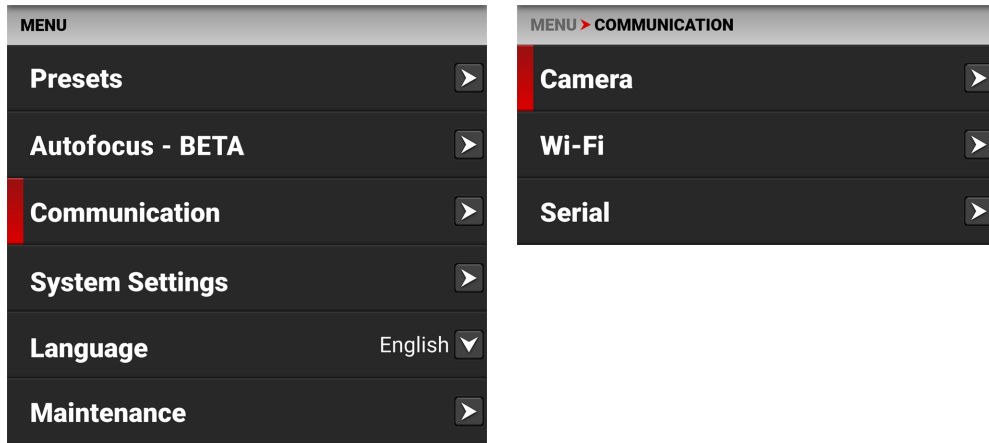 MENU
Presets
Autofocus - BETA
Communication
System Settings
Language English
Maintenance
MENU COMMUNICATION
Camera
Wi-Fi
Serial